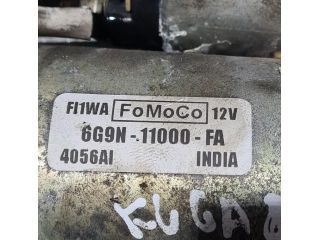 FI1WA FoMoCo 12V
6G9N-11000-FA
4056AI INDIA
KUGA